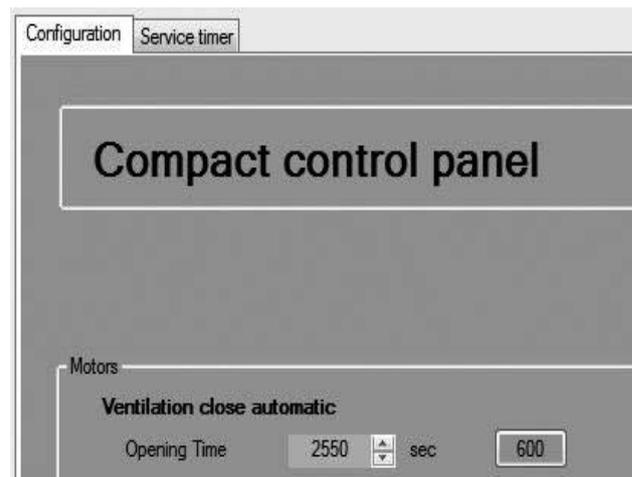 Configuration Service timer
Compact control panel
Motors
Ventilation close automatic
Opening Time 2550 sec 600